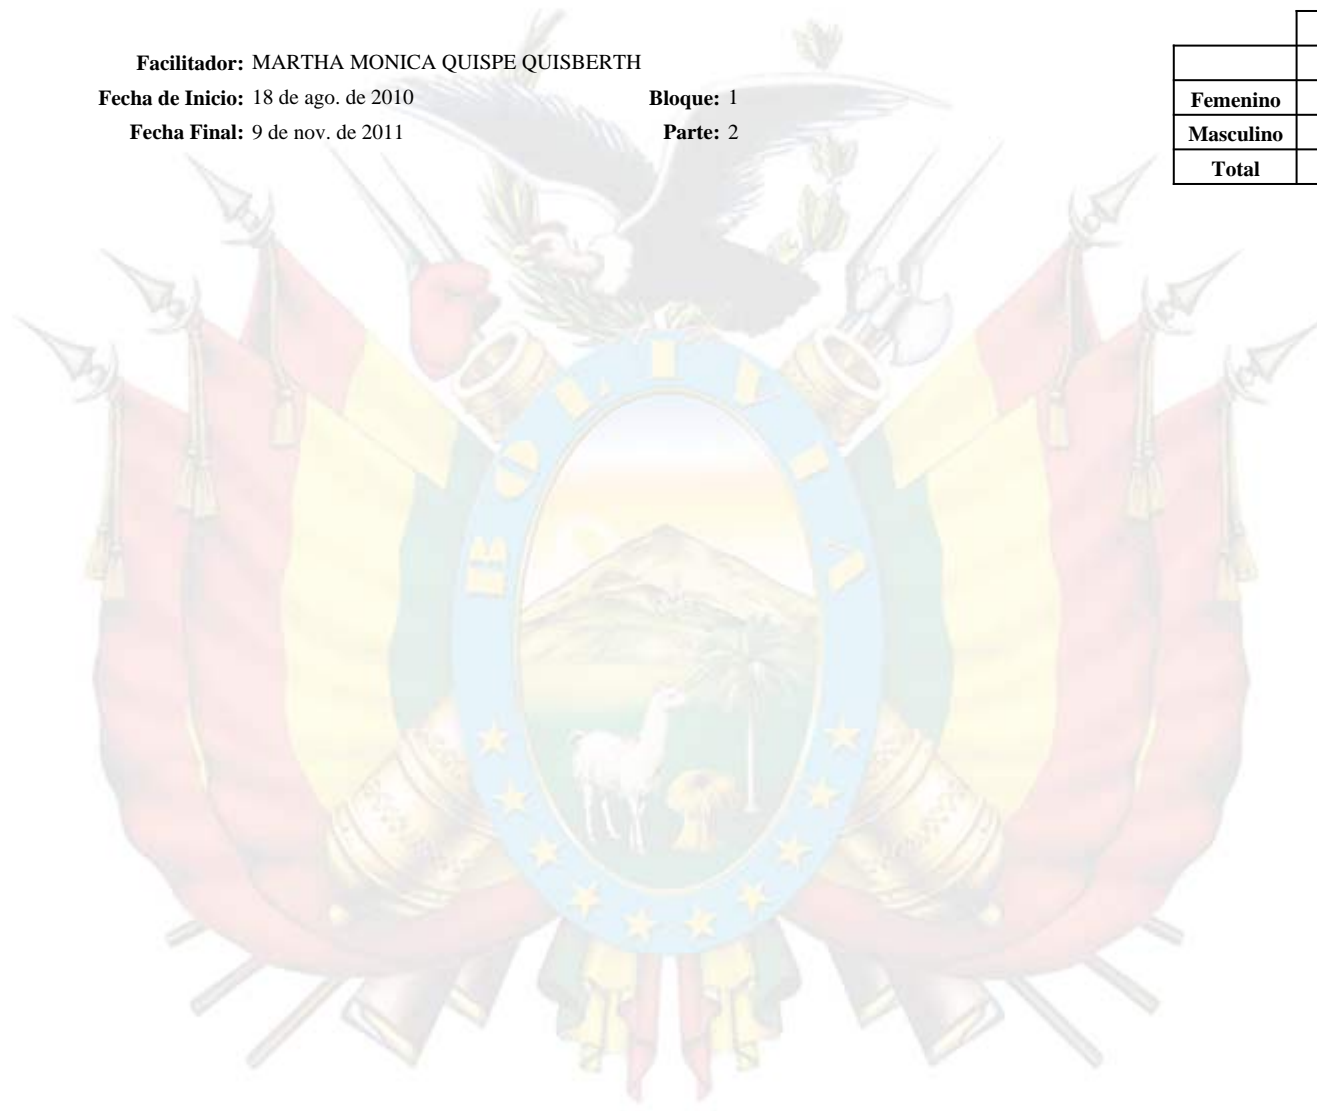 Facilitador: MARTHA MONICA QUISPE QUISBERTH
Fecha de Inicio: 18 de ago. de 2010 Bloque: 1
Fecha Final: 9 de nov. de 2011 Parte: 2
Femenino
Masculino
Total
BOLIVIA